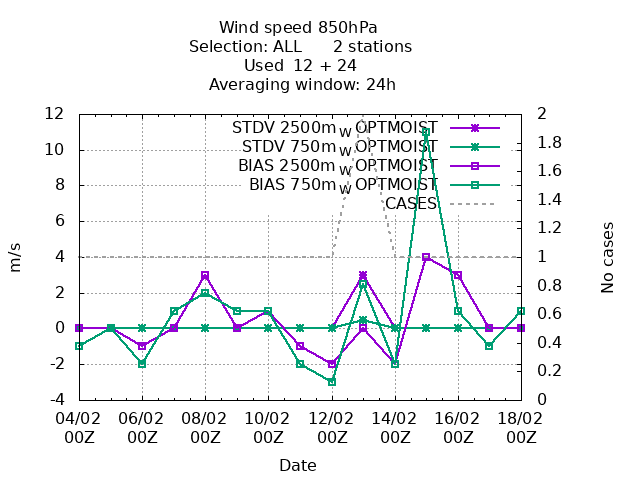 Wind speed 850hPa
Selection: ALL 2 stations
Used 12 + 24
Averaging window: 24h
12
10
8
6
4
2
0
-2
-4
m/s
STDV 2500m W OPTMOIST
STDV 750m W OPTMOIST
BIAS 2500m W OPTMOIST
BIAS 750m W OPTMOIST
CASES
2
1.8
1.6
1.4
1.2
1
0.8
0.6
0.4
0.2
0
No cases
04/02 06/02 08/02 10/02 12/02 14/02 16/02 18/02
00Z 00Z 00Z 00Z 00Z 00Z 00Z 00Z
Date